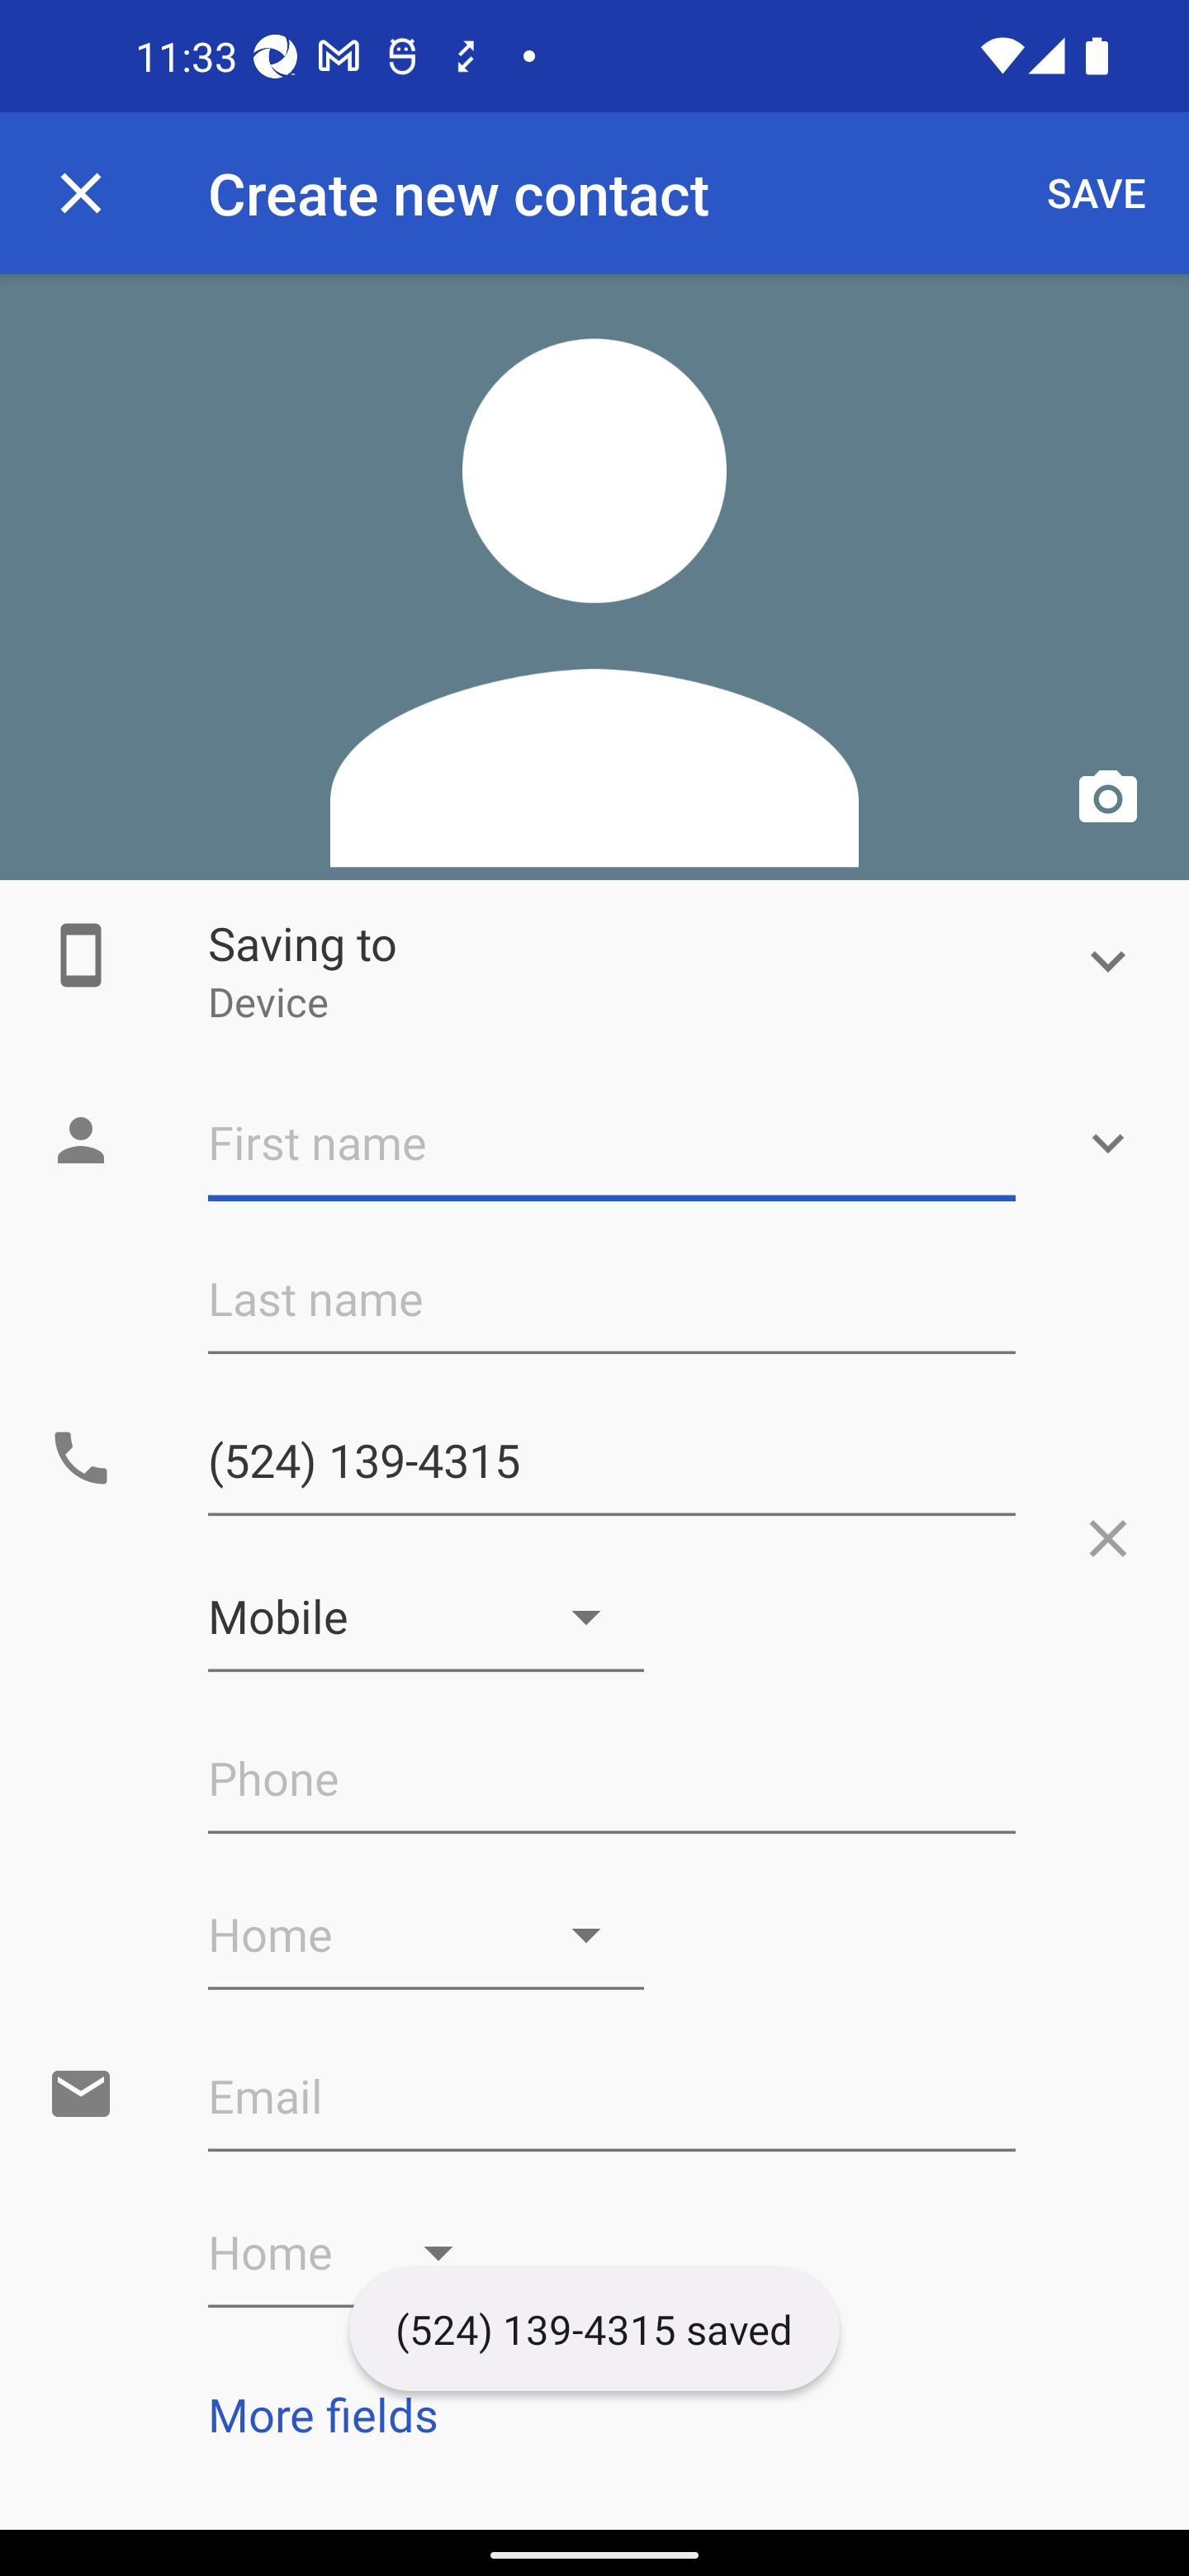 11:33
Create new contact
SAVE
Saving to
Device
First name
Last name
(524) 139-4315
Mobile
Phone
Home
Email
Home
(524) 139-4315 saved
More fields